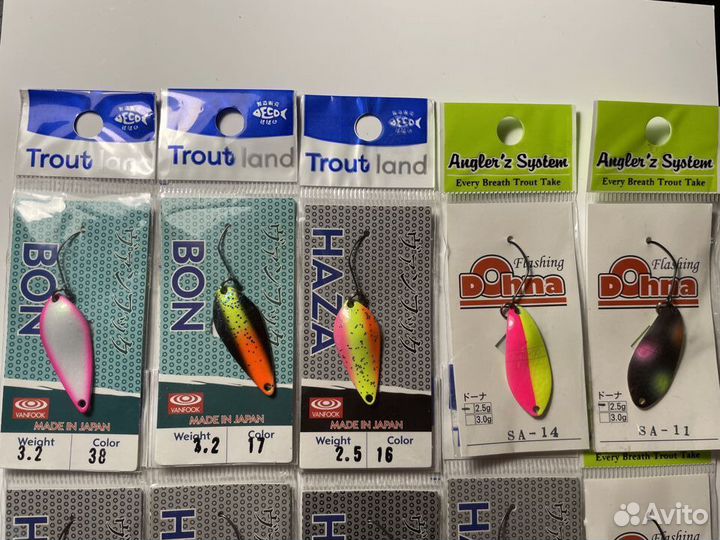 DECO
Trout land
BON
ヴァンフック
VANFOOK
MADE IN JAPAN
Weight Color
3.2 38
DECO
Trout land
BON
ヴァンフック
VANFOOK
MADE IN JAPAN
Weight Color
4.2 17
DECO
Trout land
HAZA
ヴァンフック
VANFOOK
MADE IN JAPAN
Weight Color
2.5 16
Angler'z System
Every Breath Trout Take
Flashing
Dohna
ドーナ
2.5g
3.0g
SA-14
Angler'z System
Every Breath Trout Take
Flashing
Dohna
ドーナ
2.5g
3.0g
SA-11
Every Breath Trout Take
Avito